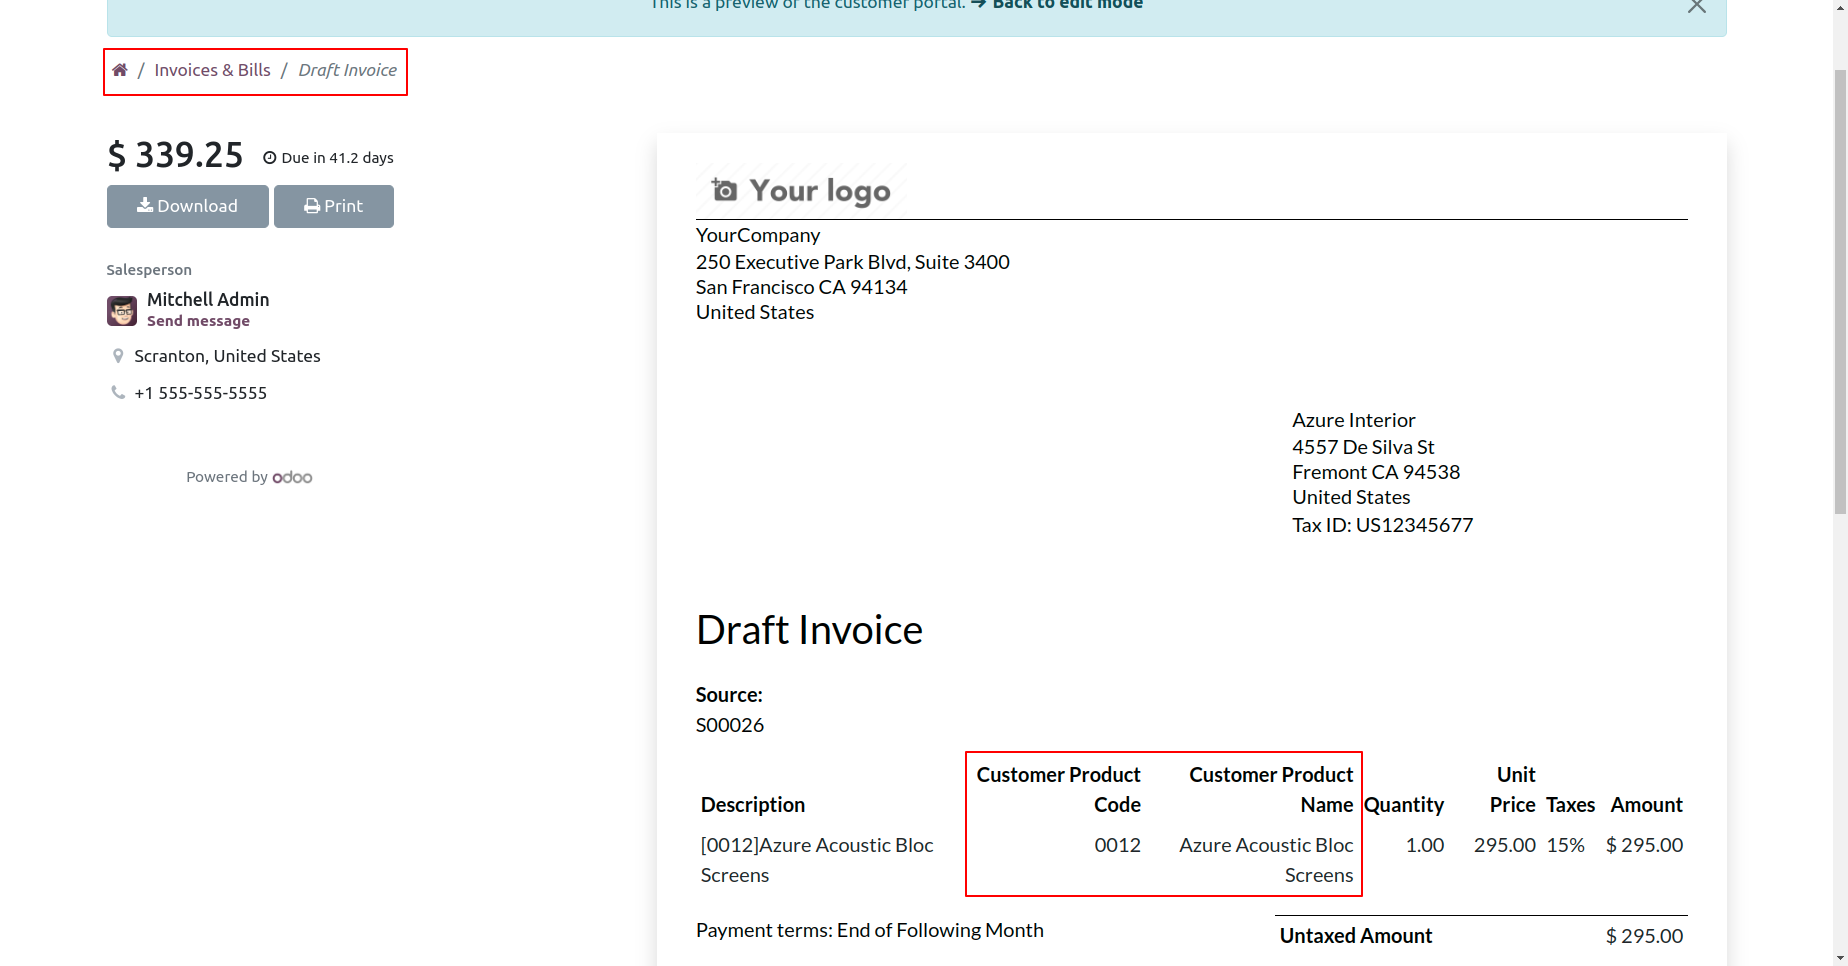 This is a preview of the customer portal. → Back to edit mode
/ Invoices & Bills / Draft Invoice
$ 339.25 Due in 41.2 days
Download Print
Salesperson
Mitchell Admin
Send message
Scranton, United States
+1 555-555-5555
Powered by odoo
Your logo
YourCompany
250 Executive Park Blvd, Suite 3400
San Francisco CA 94134
United States
Azure Interior
4557 De Silva St
Fremont CA 94538
United States
Tax ID: US12345677
Draft Invoice
Source:
S00026
Customer Product Customer Product Unit
Description Code Name Quantity Price Taxes Amount
[0012]Azure Acoustic Bloc 0012 Azure Acoustic Bloc 1.00 295.00 15% $ 295.00
Screens Screens
Payment terms: End of Following Month
Untaxed Amount $ 295.00